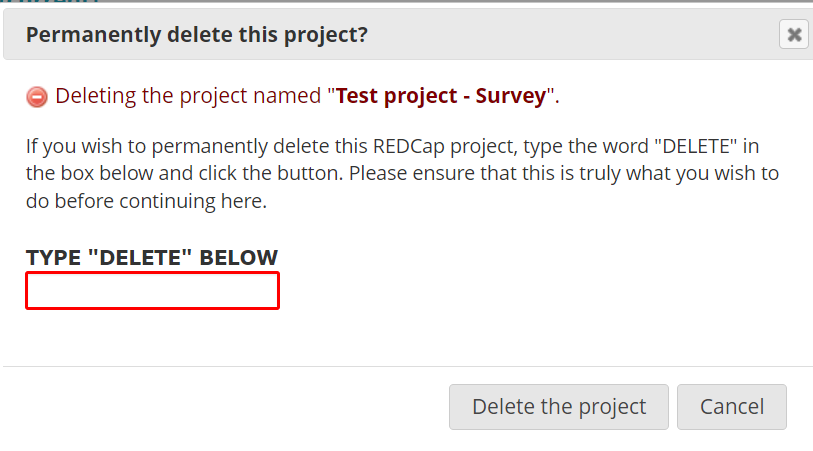 Permanently delete this project?
Deleting the project named "Test project - Survey".
If you wish to permanently delete this REDCap project, type the word "DELETE" in
the box below and click the button. Please ensure that this is truly what you wish to
do before continuing here.
TYPE "DELETE" BELOW
Delete the project
Cancel